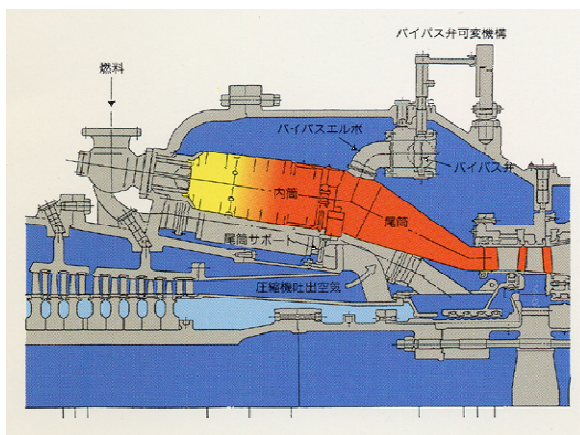 バイパス弁可変機構
燃料
バイパスエルボ
バイパス弁
内筒
尾筒
尾筒サポート
圧縮機吐出空気